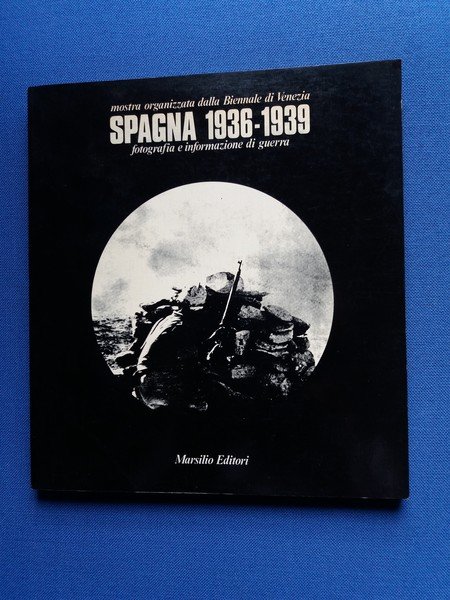 mostra organizzata dalla Biennale di Venezia
SPAGNA 1936-1939
fotografia e informazione di guerra
Marsilio Editori